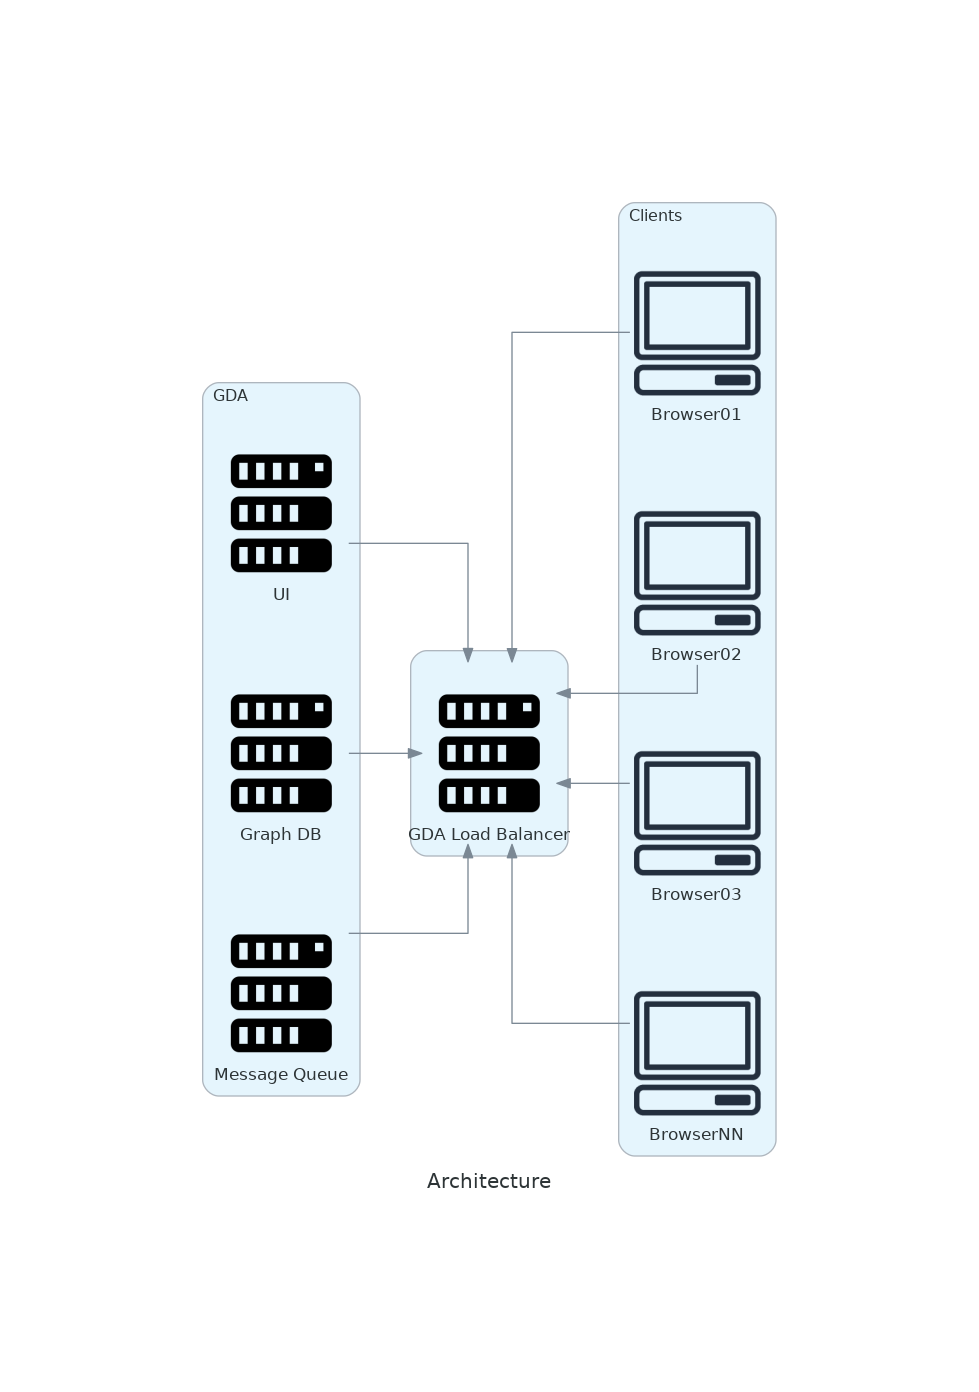 Clients
Browser01
GDA
UI
Browser02
Graph DB
GDA Load Balancer
Browser03
Message Queue
BrowserNN
Architecture